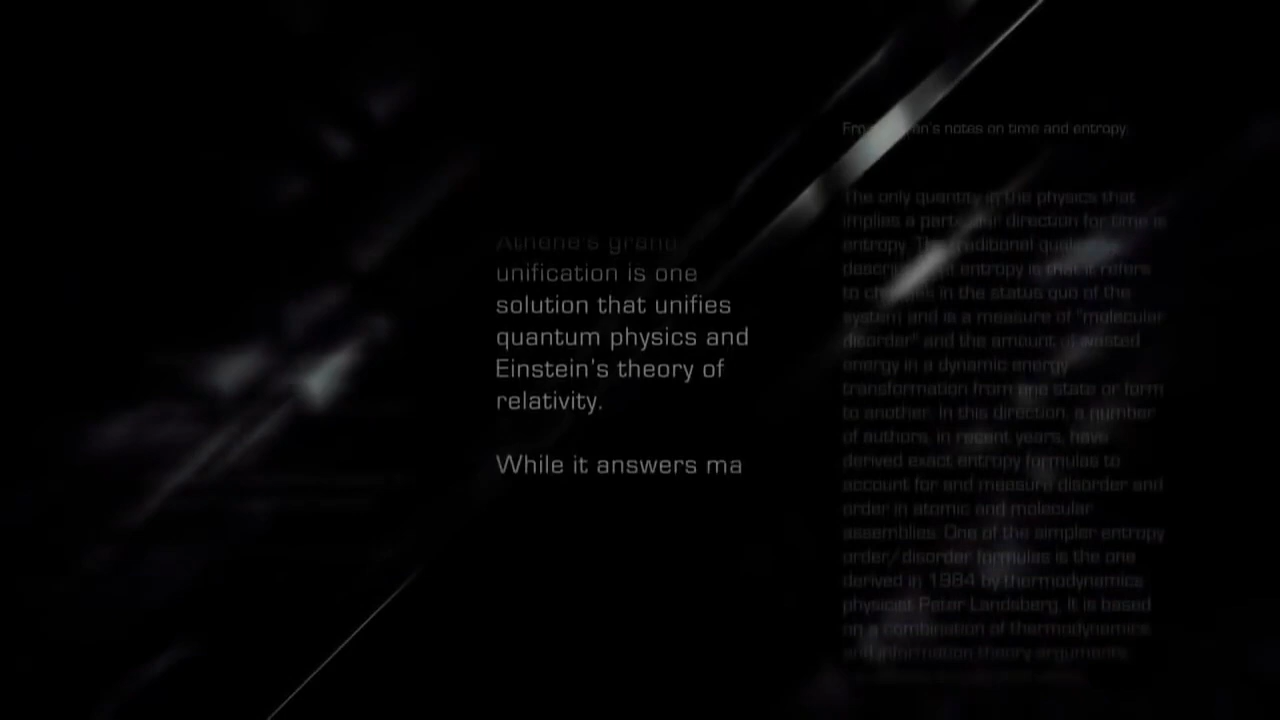 Athene's grand
unification is one
solution that unifies
quantum physics and
Einstein's theory of
relativity.
While it answers ma
notes on time and entropy.
The only quantity in the physics that
implies a particular direction for time is
entropy. The traditional
entropy is that it refers
to changes in the status quo of the
system and is a measure of "molecular
disorder" and the amount of wasted
energy in a dynamic energy
transformation from one state or form
to another. In this direction, a number
of authors, in recent years, have
derived exact entropy formulas to
account for and measure disorder and
order in atomic and molecular
assemblies. One of the simpler entropy
order/disorder formulas is the one
derived in 1984 by thermodynamics
physicist Peter Landsberg. It is based
on a combination of thermodynamics
and information theory arguments.